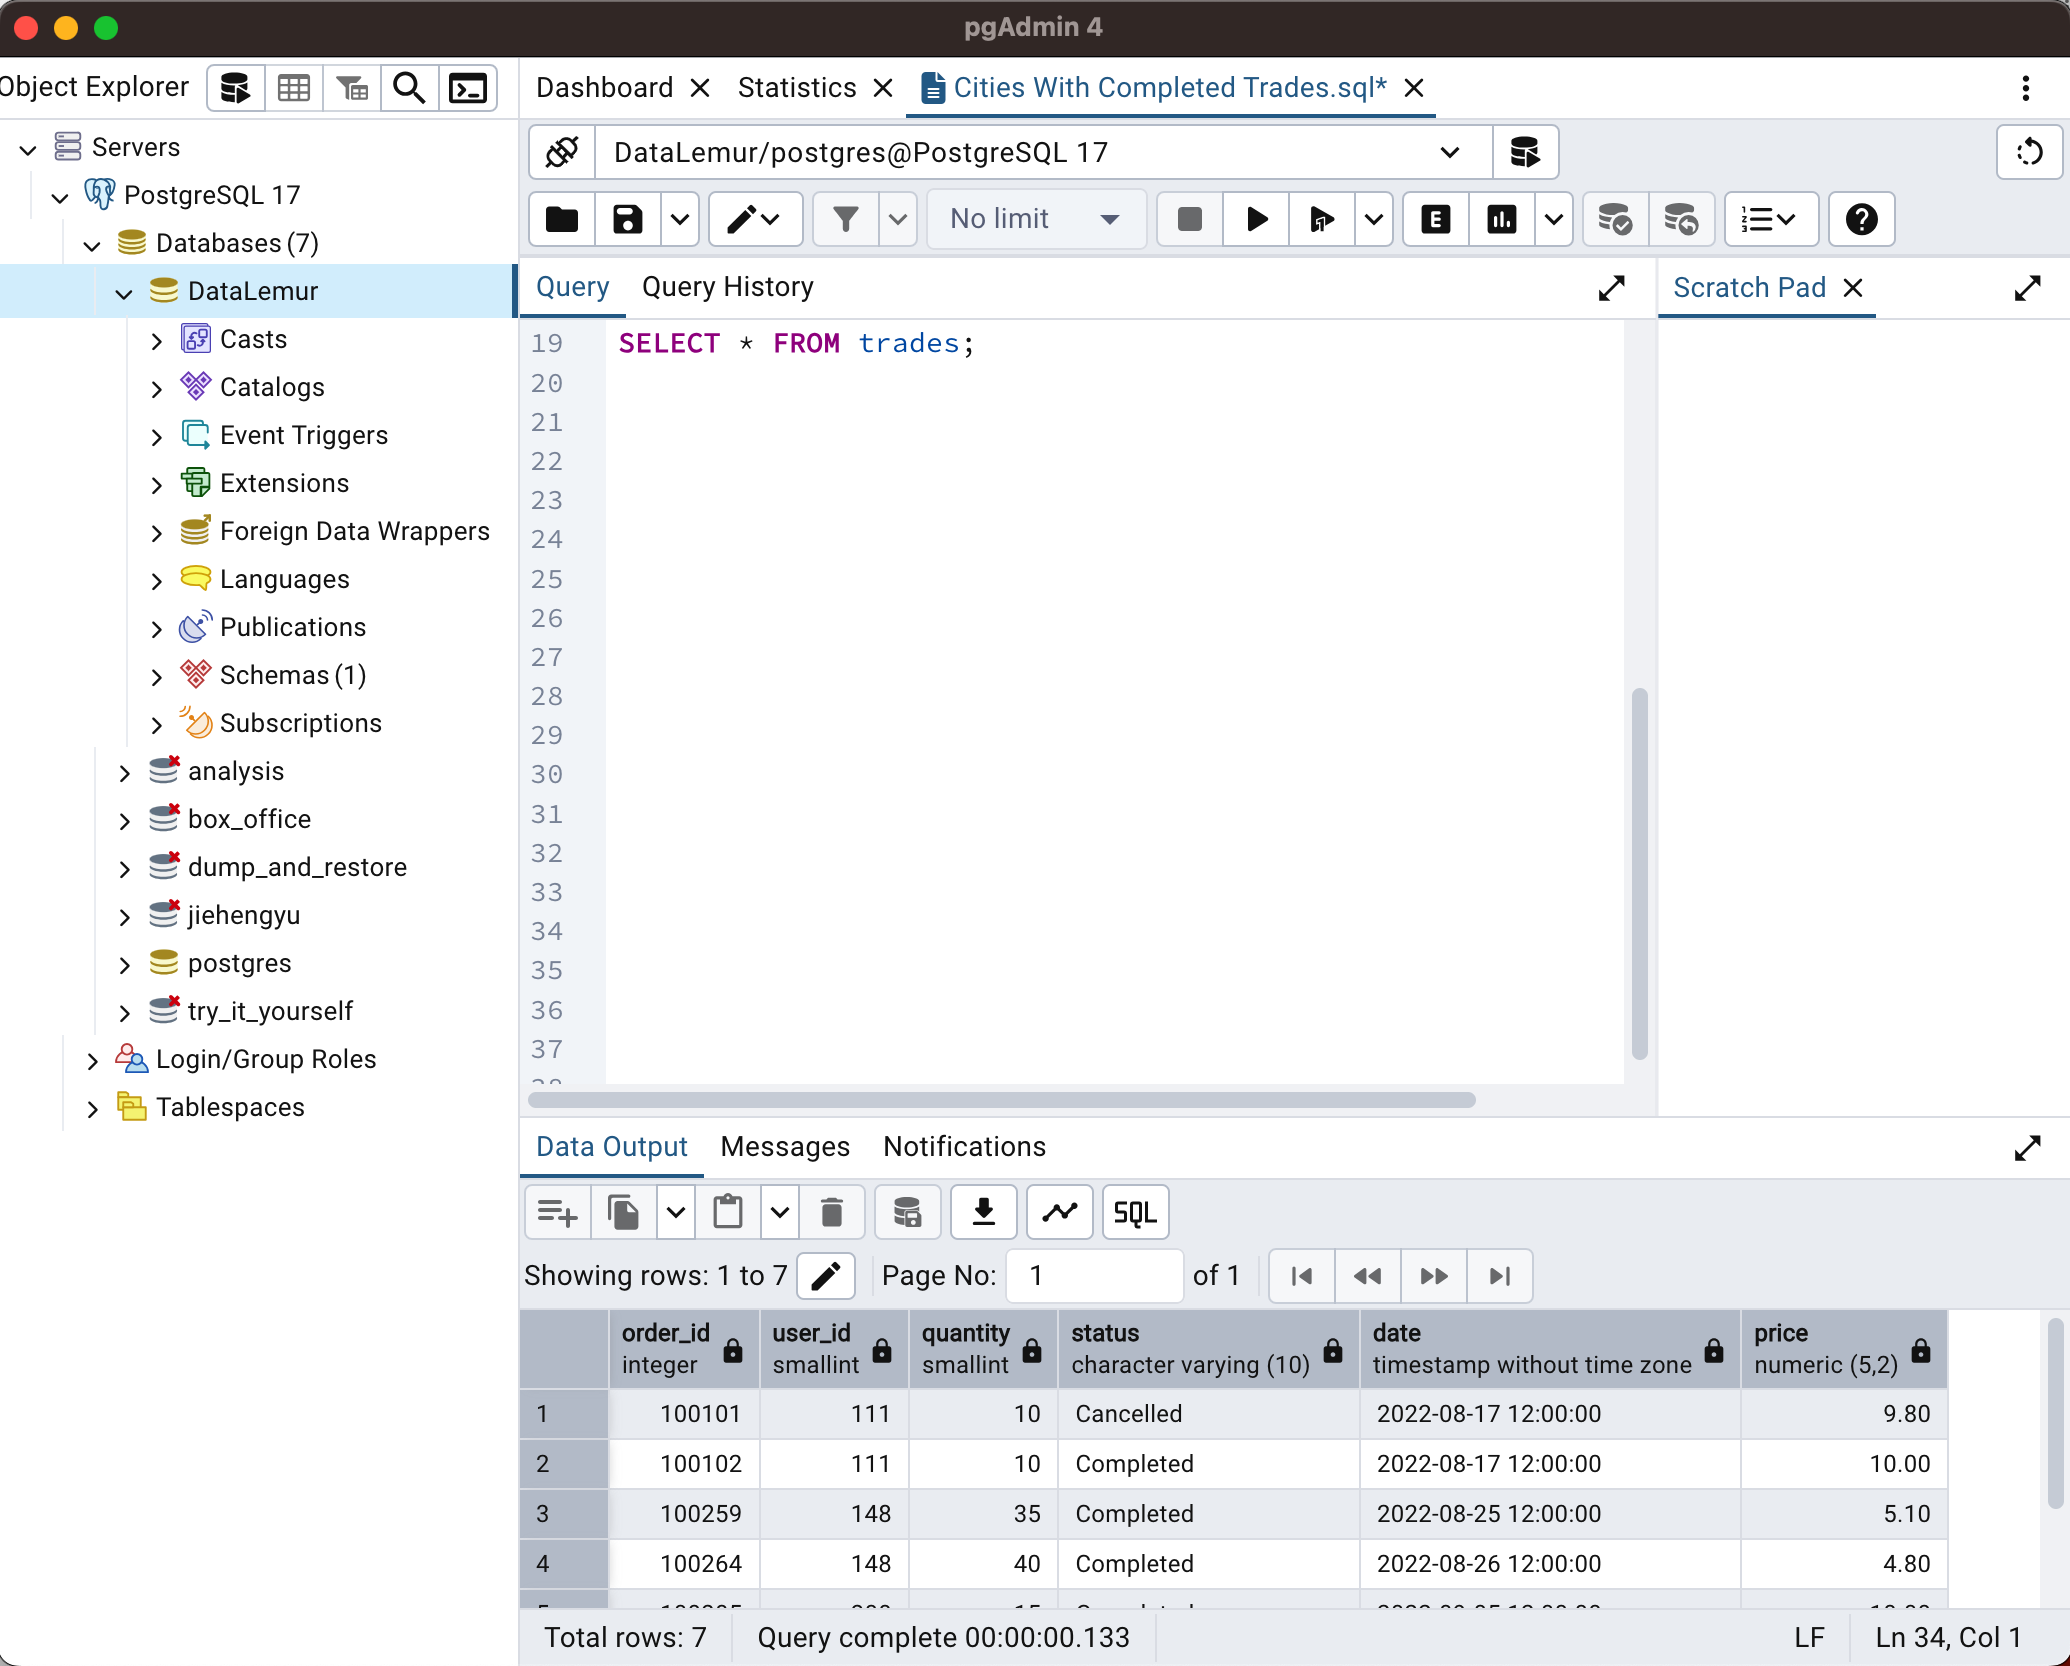 pgAdmin 4
Object Explorer
Dashboard
Statistics
Cities With Completed Trades.sql*
Servers
PostgreSQL 17
Databases (7)
DataLemur
Casts
Catalogs
Event Triggers
Extensions
Foreign Data Wrappers
Languages
Publications
Schemas (1)
Subscriptions
analysis
box_office
dump_and_restore
jiehengyu
postgres
try_it_yourself
Login/Group Roles
Tablespaces
DataLemur/postgres@PostgreSQL 17
No limit
E
Query
Query History
Scratch Pad
19 SELECT * FROM trades;
20
21
22
23
24
25
26
27
28
29
30
31
32
33
34
35
36
37
Data Output
Messages
Notifications
SQL
Showing rows: 1 to 7
Page No: 1 of 1
order_id user_id quantity status date price
integer smallint smallint character varying (10) timestamp without time zone numeric (5,2)
1 100101 111 10 Cancelled 2022-08-17 12:00:00 9.80
2 100102 111 10 Completed 2022-08-17 12:00:00 10.00
3 100259 148 35 Completed 2022-08-25 12:00:00 5.10
4 100264 148 40 Completed 2022-08-26 12:00:00 4.80
Total rows: 7
Query complete 00:00:00.133
LF
Ln 34, Col 1